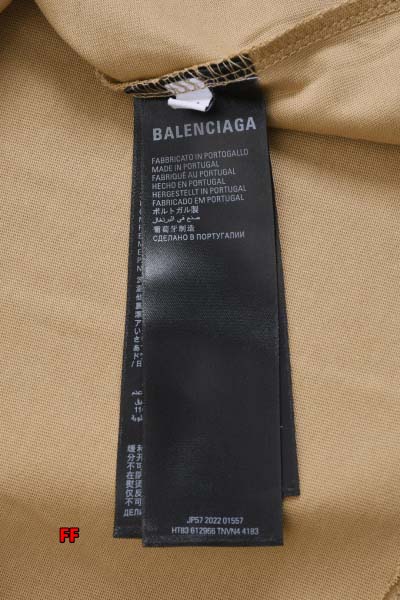 BALENCIAGA
FABBRICATO IN PORTOGALLO
MADE IN PORTUGAL
FABRIQUÉ AU PORTUGAL
HECHO EN PORTUGAL
HERGESTELLT IN PORTUGAL
FABRICADO EM PORTUGAL
ポルトガル製
صنع في البرتغال
葡萄牙制造
СДЕЛАНО В ПОРТУГАЛИИ
JP57 2022 01557
HT83 612966 TNVN4 4183
FF